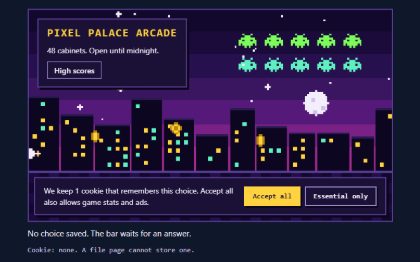 PIXEL PALACE ARCADE
48 cabinets. Open until midnight.
High scores
We keep 1 cookie that remembers this choice. Accept all
also allows game stats and ads.
Accept all
Essential only
No choice saved. The bar waits for an answer.
Cookie: none. A file page cannot store one.